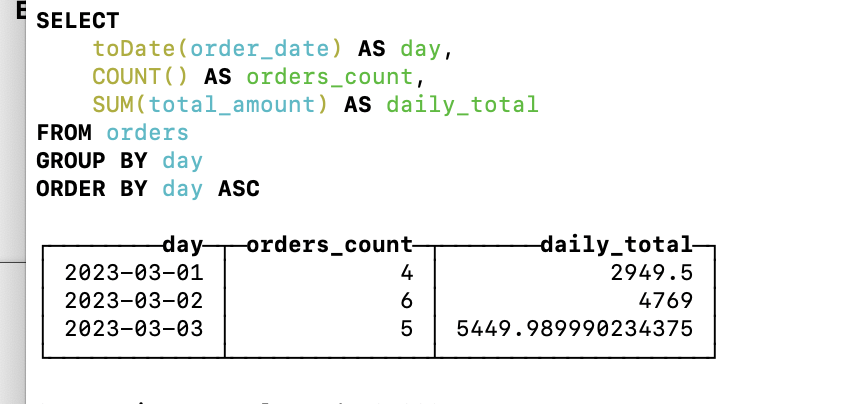 SELECT
toDate(order_date) AS day,
COUNT() AS orders_count,
SUM(total_amount) AS daily_total
FROM orders
GROUP BY day
ORDER BY day ASC
day orders_count daily_total
2023-03-01 4 2949.5
2023-03-02 6 4769
2023-03-03 5 5449.989990234375